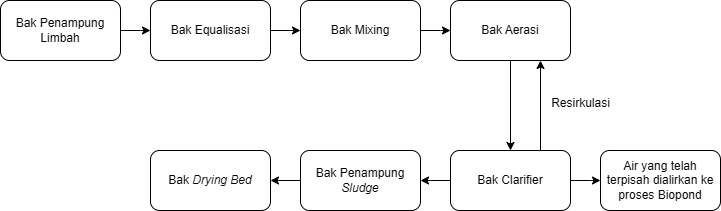 Bak Penampung
Limbah
Bak Equalisasi
Bak Mixing
Bak Aerasi
Resirkulasi
Bak Drying Bed
Bak Penampung
Sludge
Bak Clarifier
Air yang telah
terpisah dialirkan ke
proses Biopond